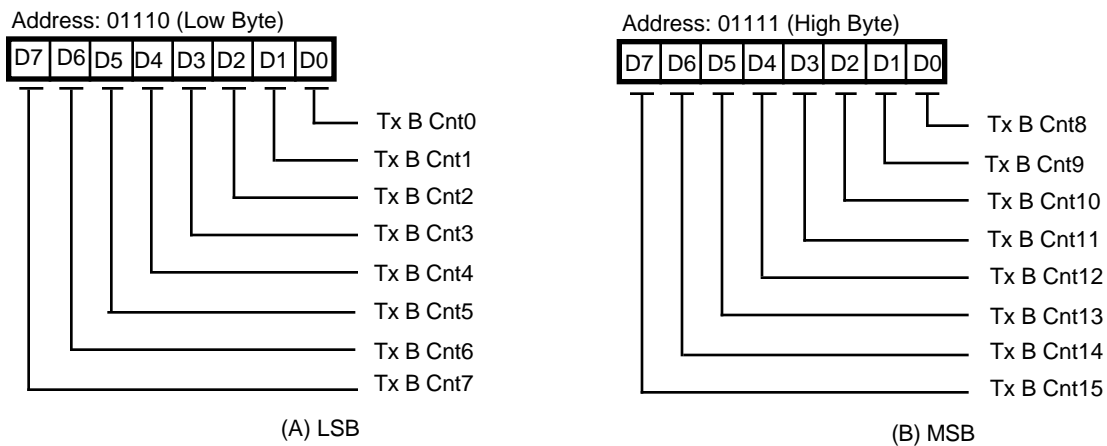 Address: 01110 (Low Byte)
D7 D6 D5 D4 D3 D2 D1 D0
Tx B Cnt0
Tx B Cnt1
Tx B Cnt2
Tx B Cnt3
Tx B Cnt4
Tx B Cnt5
Tx B Cnt6
Tx B Cnt7
(A) LSB
Address: 01111 (High Byte)
D7 D6 D5 D4 D3 D2 D1 D0
Tx B Cnt8
Tx B Cnt9
Tx B Cnt10
Tx B Cnt11
Tx B Cnt12
Tx B Cnt13
Tx B Cnt14
Tx B Cnt15
(B) MSB